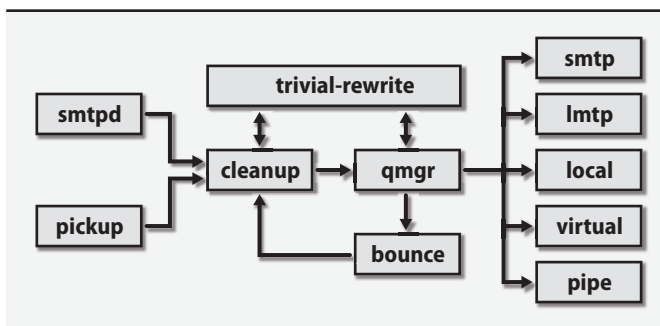 trivial-rewrite
smtpd
cleanup
qmgr
pickup
bounce
smtp
lmtp
local
virtual
pipe